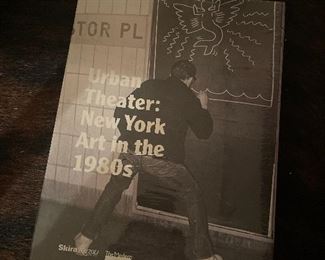 STOR PL
Urban
Theater:
New York
Art in the
1980s
Skira